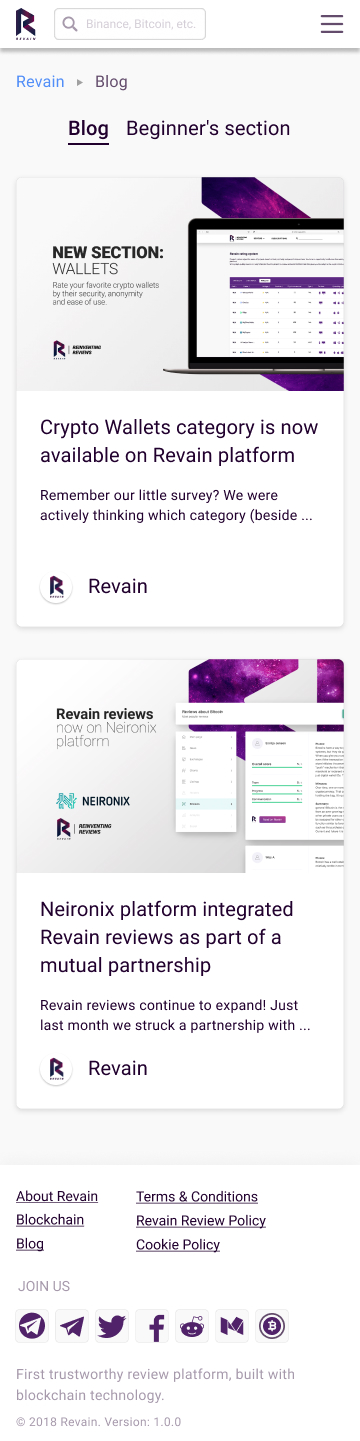 REVAIN
Binance, Bitcoin, etc.
Revain
Blog
Blog
Beginner's section
NEW SECTION:
WALLETS
Rate your favorite crypto wallets
by their security, anonymity
and ease of use.
REVAIN
REINVENTING
REVIEWS
Crypto Wallets category is now
available on Revain platform
Remember our little survey? We were
actively thinking which category (beside ...
REVAIN
Revain
Revain reviews
now on Neironix
platform
Reviews about Bitcoin
NEIRONIX
REVAIN
REINVENTING
REVIEWS
Neironix platform integrated
Revain reviews as part of a
mutual partnership
Revain reviews continue to expand! Just
last month we struck a partnership with ...
REVAIN
Revain
About Revain
Terms & Conditions
Blockchain
Revain Review Policy
Blog
Cookie Policy
JOIN US
First trustworthy review platform, built with
blockchain technology.
© 2018 Revain. Version: 1.0.0